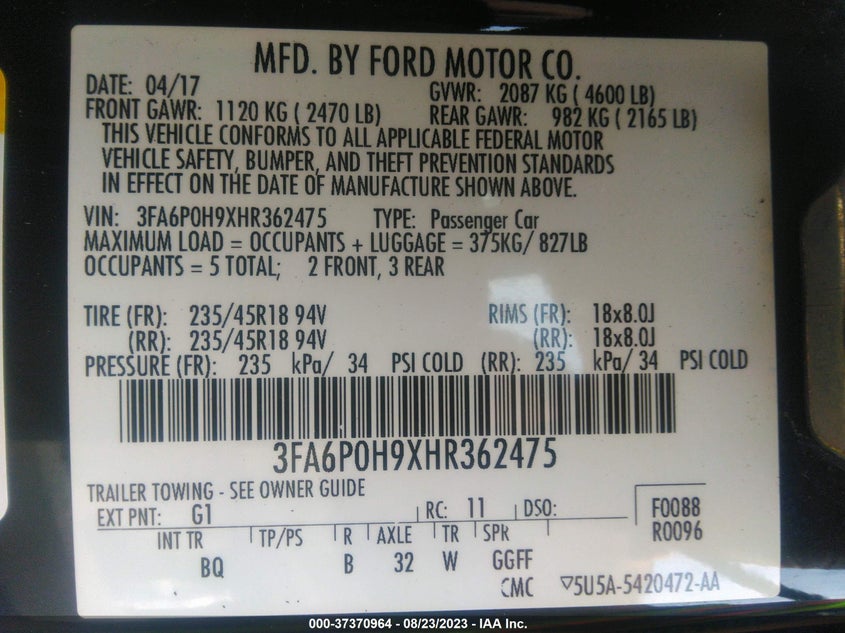 MFD. BY FORD MOTOR CO.
DATE: 04/17 GVWR: 2087 KG ( 4600 LB)
FRONT GAWR: 1120 KG ( 2470 LB) REAR GAWR: 982 KG ( 2165 LB)
THIS VEHICLE CONFORMS TO ALL APPLICABLE FEDERAL MOTOR
VEHICLE SAFETY, BUMPER, AND THEFT PREVENTION STANDARDS
IN EFFECT ON THE DATE OF MANUFACTURE SHOWN ABOVE.
VIN: 3FA6P0H9XHR362475 TYPE: Passenger Car
MAXIMUM LOAD = OCCUPANTS + LUGGAGE = 375KG/ 827LB
OCCUPANTS = 5 TOTAL; 2 FRONT, 3 REAR
TIRE (FR): 235/45R18 94V RIMS (FR): 18x8.0J
(RR): 235/45R18 94V (RR): 18x8.0J
PRESSURE (FR): 235 kPa/ 34 PSI COLD (RR): 235 kPa/ 34 PSI COLD
3FA6P0H9XHR362475
TRAILER TOWING - SEE OWNER GUIDE
EXT PNT: G1 RC: 11 DSO: F0088
INT TR TP/PS R AXLE TR SPR R0096
BQ B 32 W GGFF
CMC ▽5U5A-5420472-AA
000-37370964 - 08/23/2023 - IAA Inc.